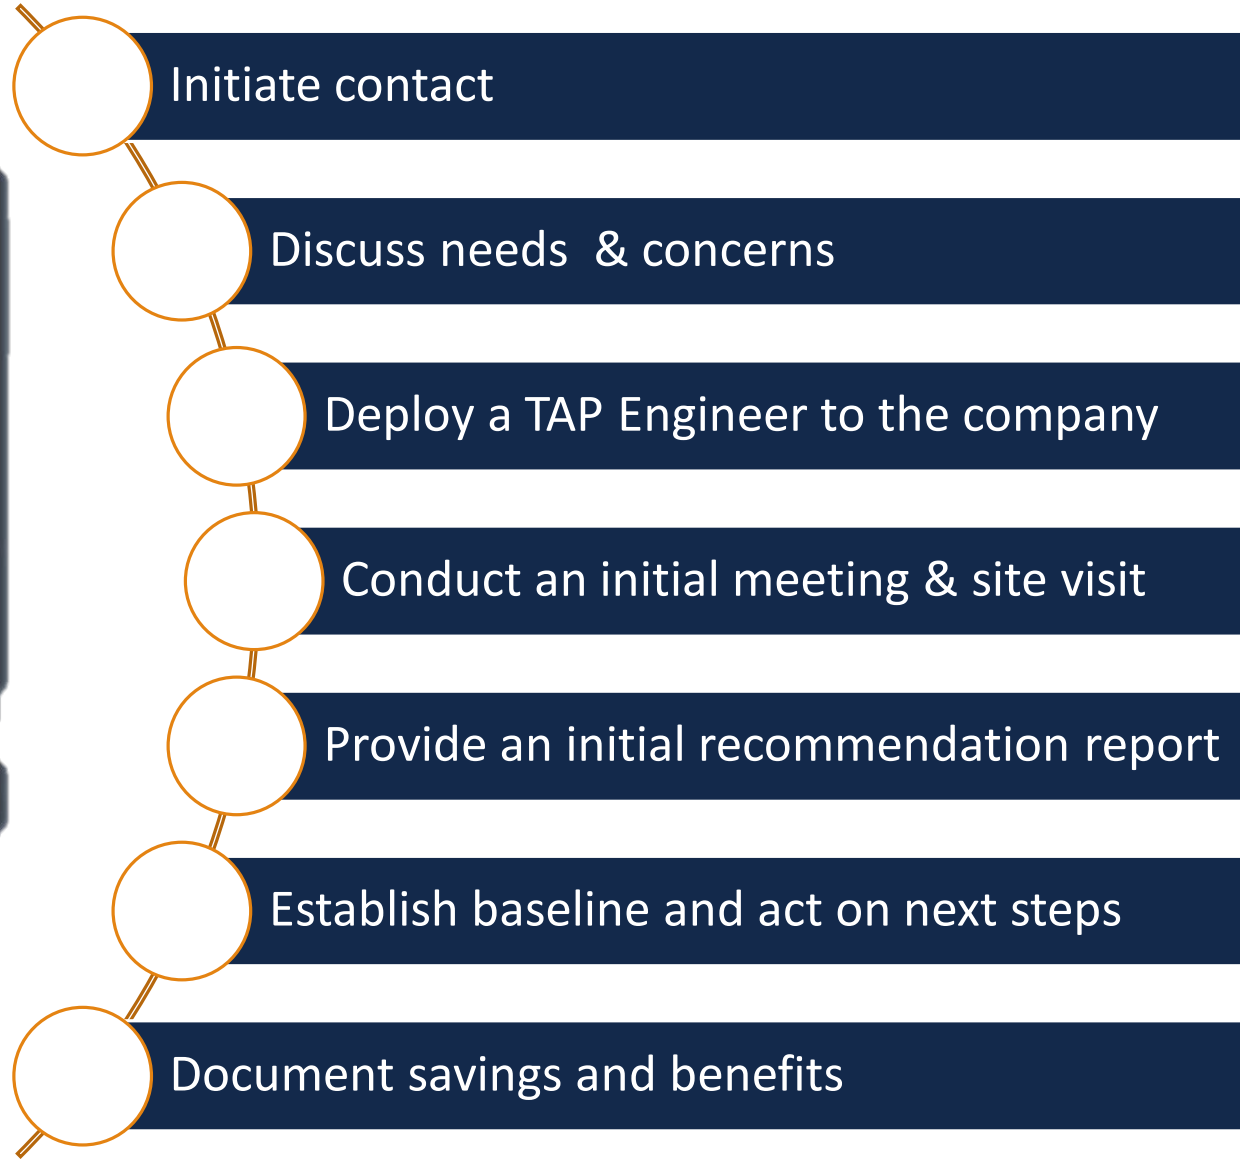 Initiate contact
Discuss needs  & concerns
Deploy a TAP Engineer to the company
Conduct an initial meeting & site visit
Provide an initial recommendation report
Establish baseline and act on next steps
Document savings and benefits